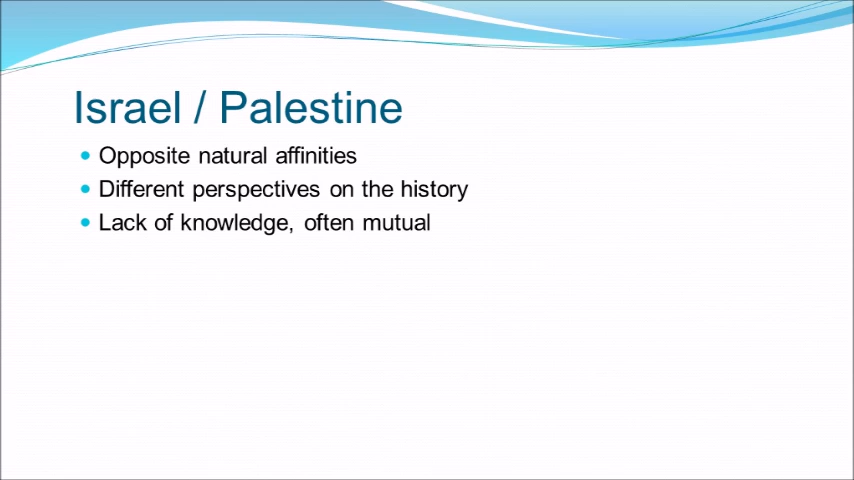 Israel / Palestine
Opposite natural affinities
Different perspectives on the history
Lack of knowledge, often mutual